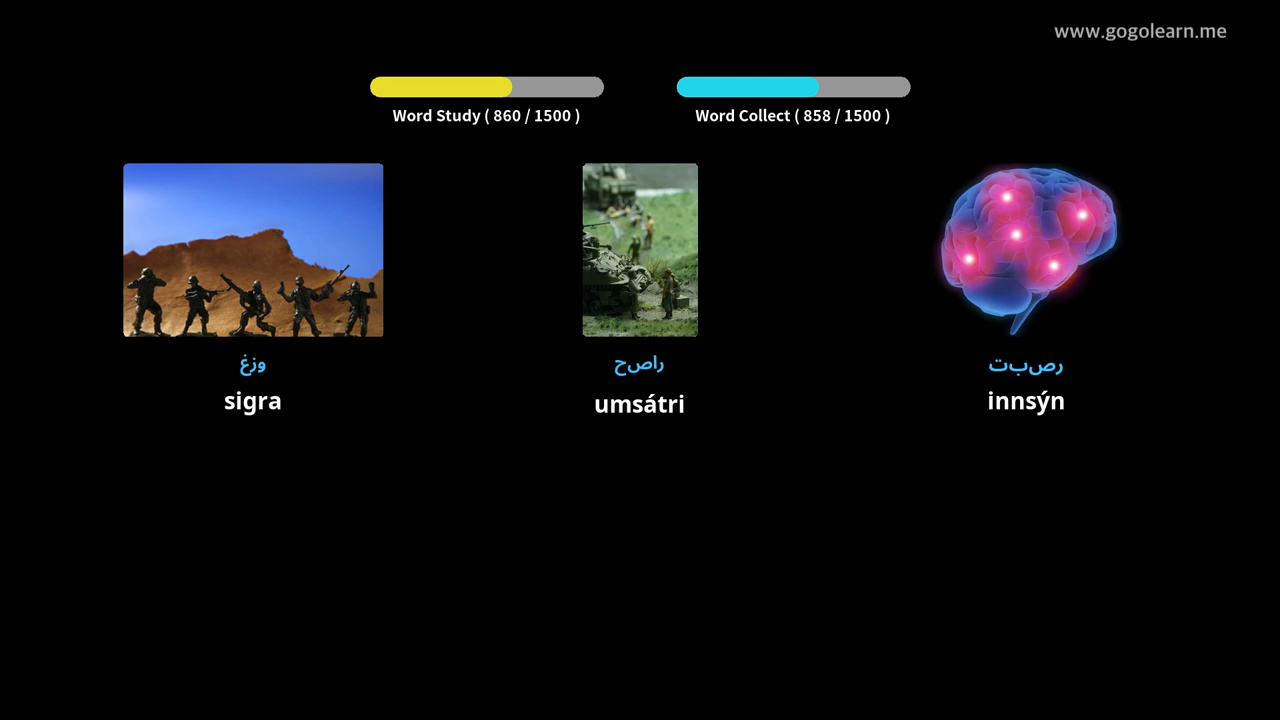 www.gogolearn.me
Word Study ( 860 / 1500 )
Word Collect ( 858 / 1500 )
وزغ
sigra
راصح
umsátri
رصبت
innsýn